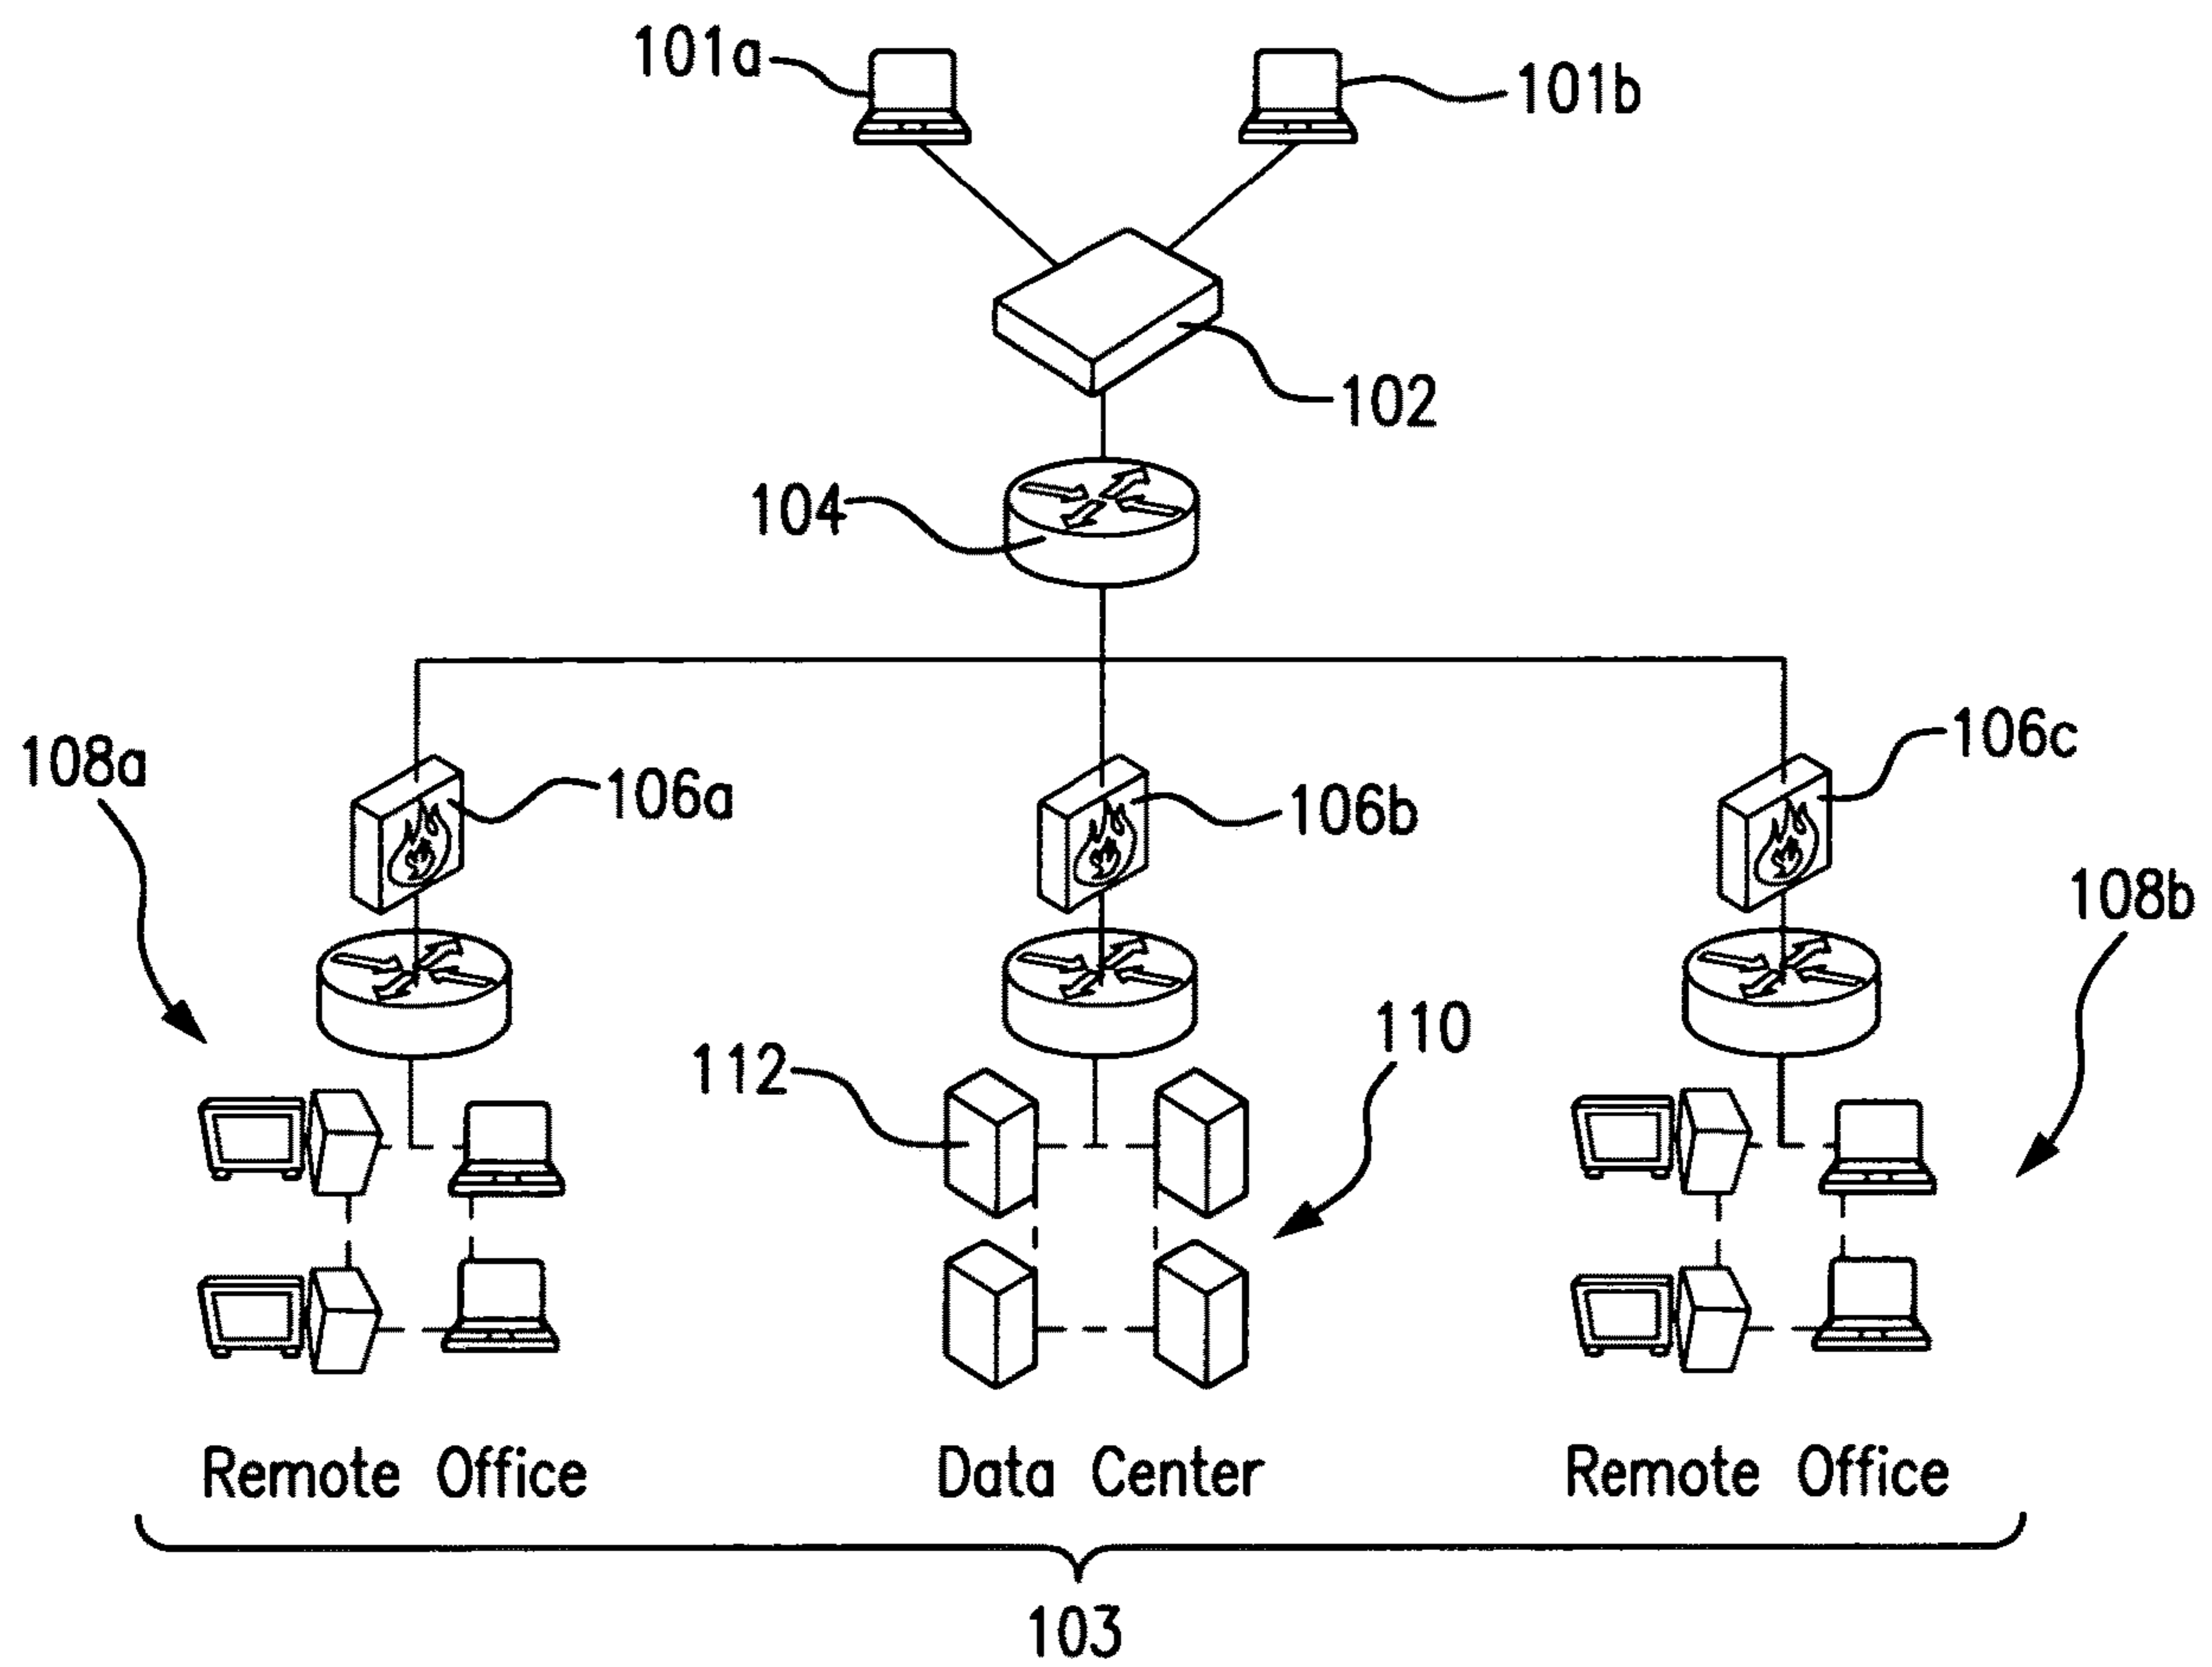 101a
101b
102
104
106a
106b
106c
108a
108b
110
112
Remote Office
Data Center
Remote Office
103